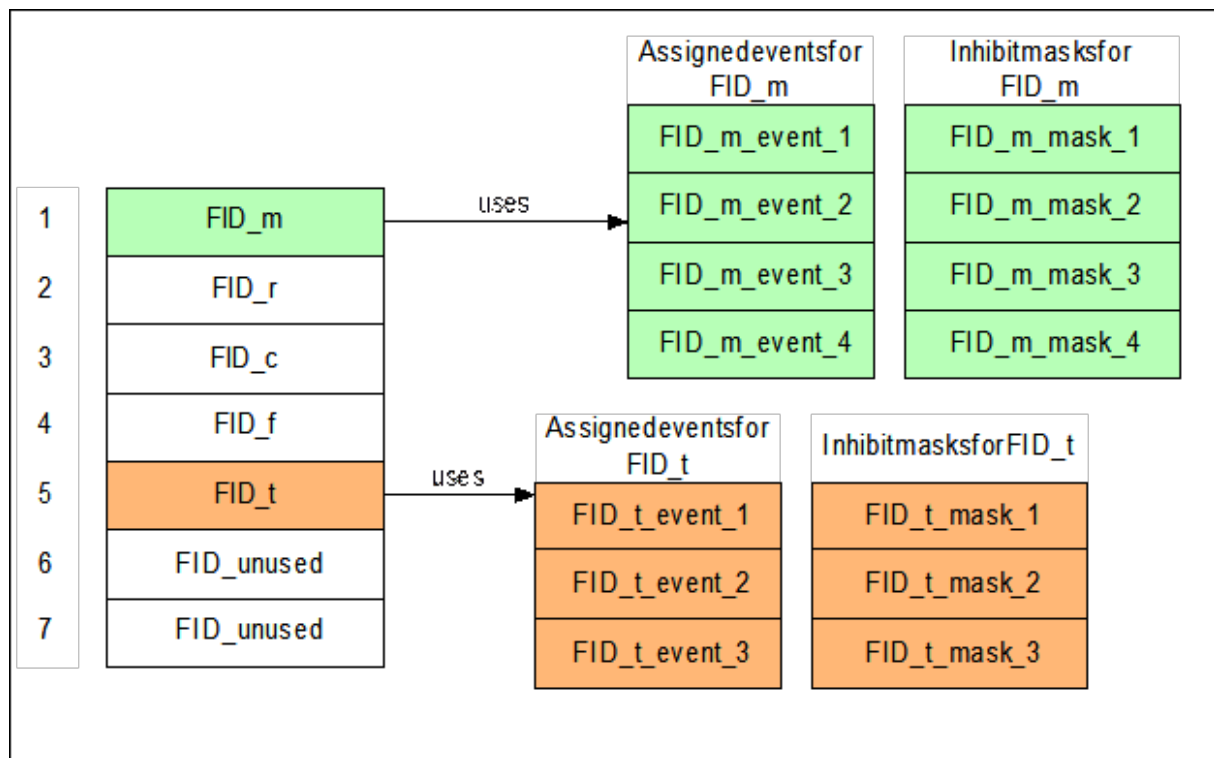 Assignedeventsfor
FID_m
Inhibitmasksfor
FID_m
FID_m_event_1
FID_m_mask_1
FID_m_event_2
FID_m_mask_2
FID_m_event_3
FID_m_mask_3
FID_m_event_4
FID_m_mask_4
1
FID_m
uses
2
FID_r
3
FID_c
4
FID_f
5
FID_t
uses
6
FID_unused
7
FID_unused
Assignedeventsfor
FID_t
InhibitmasksforFID_t
FID_t_event_1
FID_t_mask_1
FID_t_event_2
FID_t_mask_2
FID_t_event_3
FID_t_mask_3